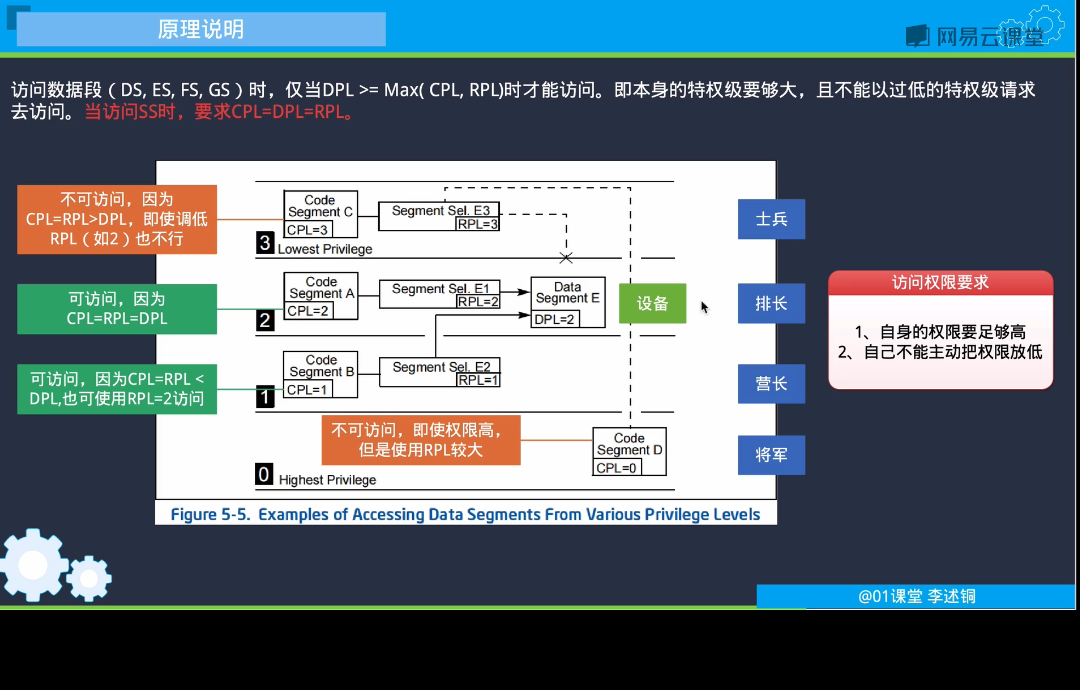 原理说明
网易云课堂
访问数据段（DS, ES, FS, GS）时，仅当DPL >= Max( CPL, RPL)时才能访问。即本身的特权级要够大，且不能以过低的特权级请求
去访问。当访问SS时，要求CPL=DPL=RPL。
不可访问，因为
CPL=RPL>DPL，即使调低
RPL（如2）也不行
Code
Segment C
CPL=3
Segment Sel. E3
RPL=3
3
Lowest Privilege
士兵
可访问，因为
CPL=RPL=DPL
Code
Segment A
CPL=2
Segment Sel. E1
RPL=2
Data
Segment E
DPL=2
2
设备
排长
可访问，因为CPL=RPL <
DPL,也可使用RPL=2访问
Code
Segment B
CPL=1
Segment Sel. E2
RPL=1
1
营长
不可访问，即使权限高，
但是使用RPL较大
Code
Segment D
CPL=0
0
Highest Privilege
将军
访问权限要求
1、自身的权限要足够高
2、自己不能主动把权限放低
Figure 5-5. Examples of Accessing Data Segments From Various Privilege Levels
@01课堂 李述铜